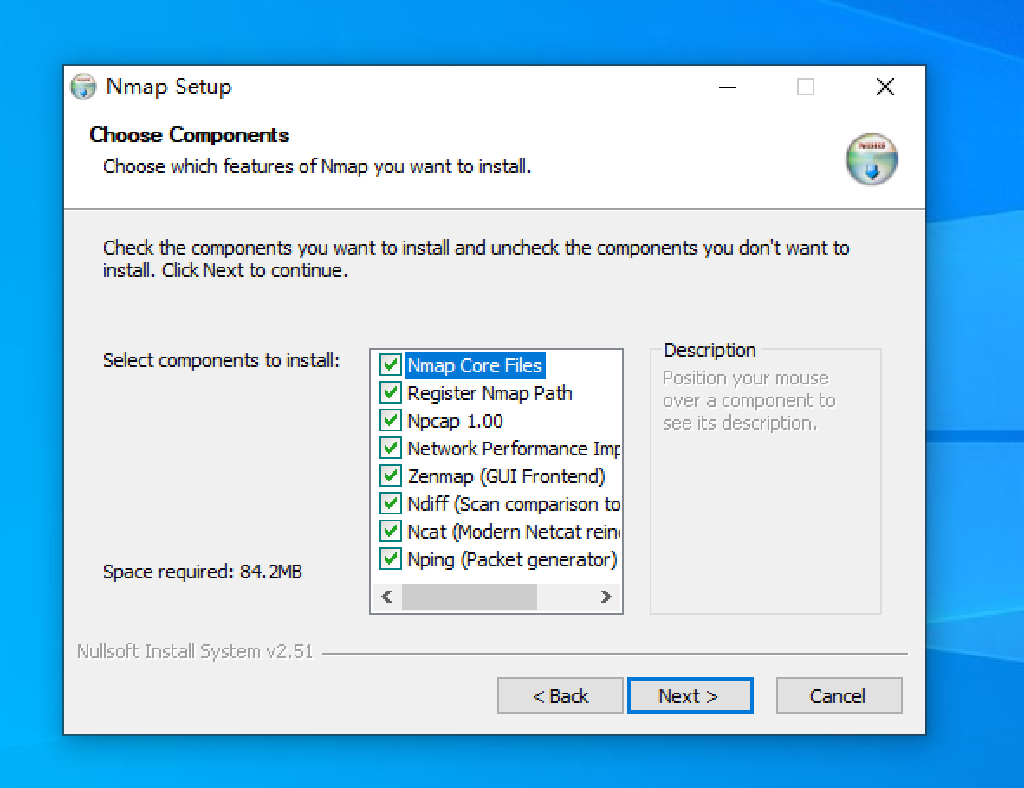 Nmap Setup
Choose Components
Choose which features of Nmap you want to install.
Check the components you want to install and uncheck the components you don't want to
install. Click Next to continue.
Select components to install:
Nmap Core Files
Register Nmap Path
Npcap 1.00
Network Performance Imp
Zenmap (GUI Frontend)
Ndiff (Scan comparison to
Ncat (Modern Netcat rein
Nping (Packet generator)
Description
Position your mouse
over a component to
see its description.
Space required: 84.2MB
Nullsoft Install System v2.51
< Back
Next >
Cancel